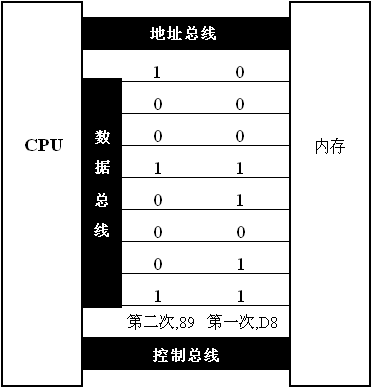 地址总线
1 0
0 0
0 0
1 1
0 1
0 0
0 1
1 1
CPU
数据总线
内存
第二次,89 第一次,D8
控制总线